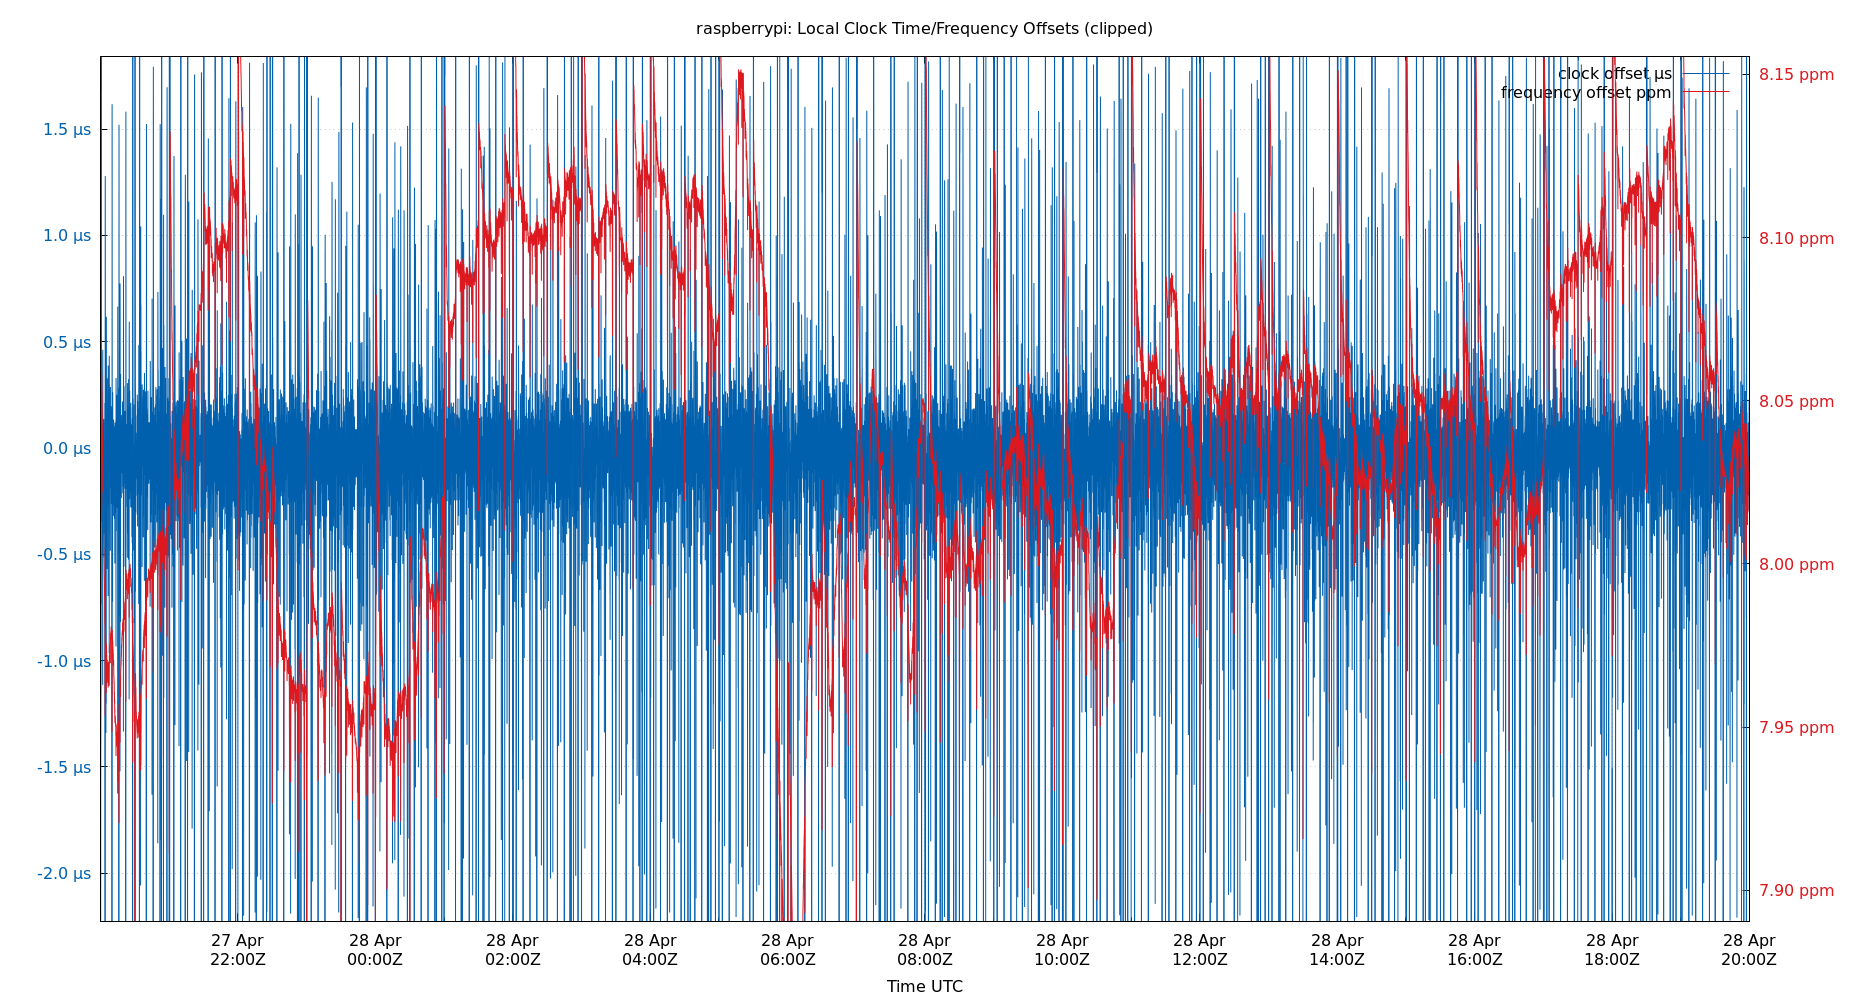 raspberrypi: Local Clock Time/Frequency Offsets (clipped)
clock offset µs
frequency offset ppm
1.5 µs
1.0 µs
0.5 µs
0.0 µs
-0.5 µs
-1.0 µs
-1.5 µs
-2.0 µs
8.15 ppm
8.10 ppm
8.05 ppm
8.00 ppm
7.95 ppm
7.90 ppm
27 Apr
22:00Z
28 Apr
00:00Z
28 Apr
02:00Z
28 Apr
04:00Z
28 Apr
06:00Z
28 Apr
08:00Z
28 Apr
10:00Z
28 Apr
12:00Z
28 Apr
14:00Z
28 Apr
16:00Z
28 Apr
18:00Z
28 Apr
20:00Z
Time UTC